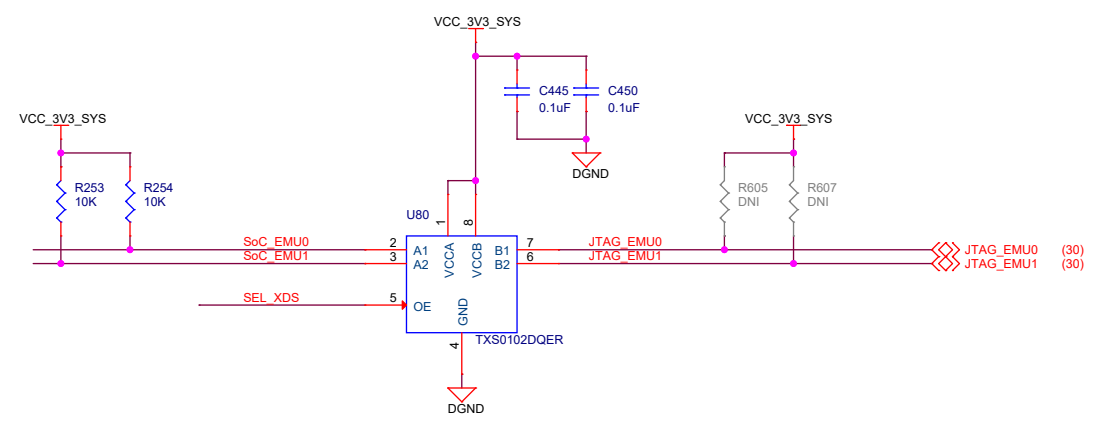 VCC_3V3_SYS
C445
0.1uF
C450
0.1uF
DGND
VCC_3V3_SYS
R253
10K
R254
10K
VCC_3V3_SYS
R605
DNI
R607
DNI
U80
1
8
SoC_EMU0
2
A1
VCCA
VCCB
B1
7
JTAG_EMU0
JTAG_EMU0 (30)
SoC_EMU1
3
A2
B2
6
JTAG_EMU1
JTAG_EMU1 (30)
SEL_XDS
5
OE
GND
4
TXS0102DQER
DGND